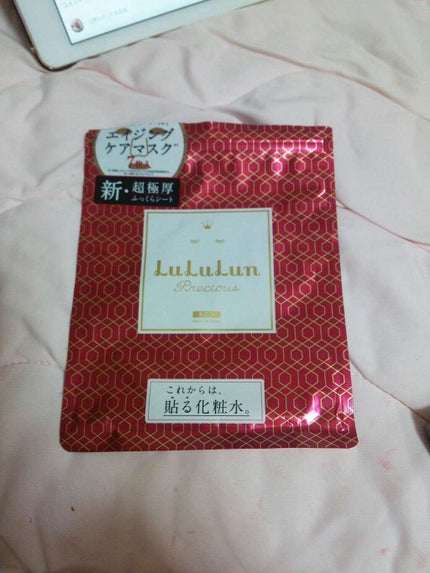 エイジング
ケアマスク
新・超極厚
ふっくらシート
LuLuLun
Precious
RED
これからは、
貼る化粧水。